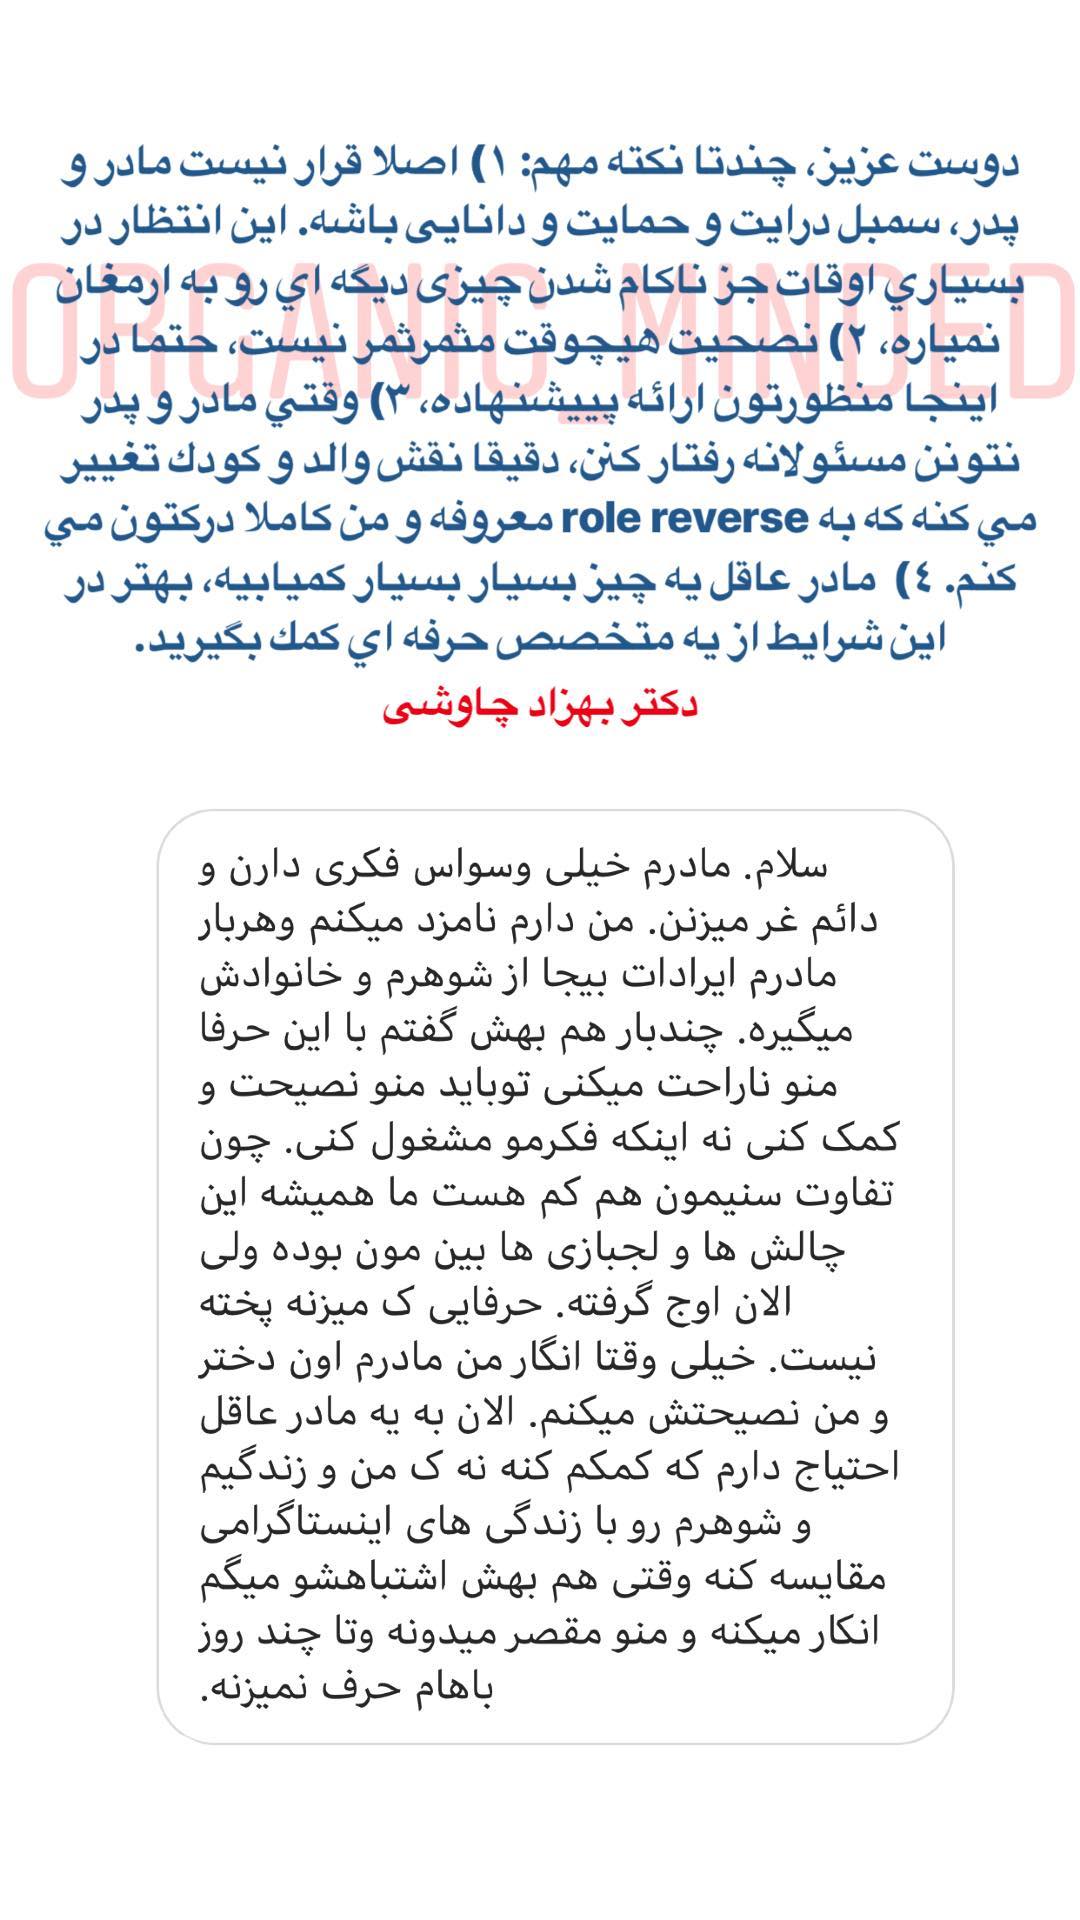 دوست عزیز، چندتا نکته مهم: ۱) اصلا قرار نیست مادر و
پدر، سمبل درایت و حمایت و دانایی باشه. این انتظار در
بسیاري اوقات جز ناکام شدن چیزی دیگه اي رو به ارمغان
نمیاره، ۲) نصحیت هیچوقت مثمرثمر نیست، حتما در
اینجا منظورتون ارائه پییشنهاده، ۳) وقتي مادر و پدر
نتونن مسئولانه رفتار کنن، دقیقا نقش والد و کودك تغییر
مي کنه که به role reverse معروفه و من کاملا درکتون مي
کنم. ٤) مادر عاقل یه چیز بسیار بسیار کمیابیه، بهتر در
این شرایط از یه متخصص حرفه اي کمك بگیرید.
دکتر بهزاد چاوشی
ORGANIC_MINDED
سلام. مادرم خیلی وسواس فکری دارن و
دائم غر میزنن. من دارم نامزد میکنم وهربار
مادرم ایرادات بیجا از شوهرم و خانوادش
میگیره. چندبار هم بهش گفتم با این حرفا
منو ناراحت میکنی توباید منو نصیحت و
کمک کنی نه اینکه فکرمو مشغول کنی. چون
تفاوت سنیمون هم کم هست ما همیشه این
چالش ها و لجبازی ها بین مون بوده ولی
الان اوج گرفته. حرفایی ک میزنه پخته
نیست. خیلی وقتا انگار من مادرم اون دختر
و من نصیحتش میکنم. الان به یه مادر عاقل
احتیاج دارم که کمکم کنه نه ک من و زندگیم
و شوهرم رو با زندگی های اینستاگرامی
مقایسه کنه وقتی هم بهش اشتباهشو میگم
انکار میکنه و منو مقصر میدونه وتا چند روز
باهام حرف نمیزنه.